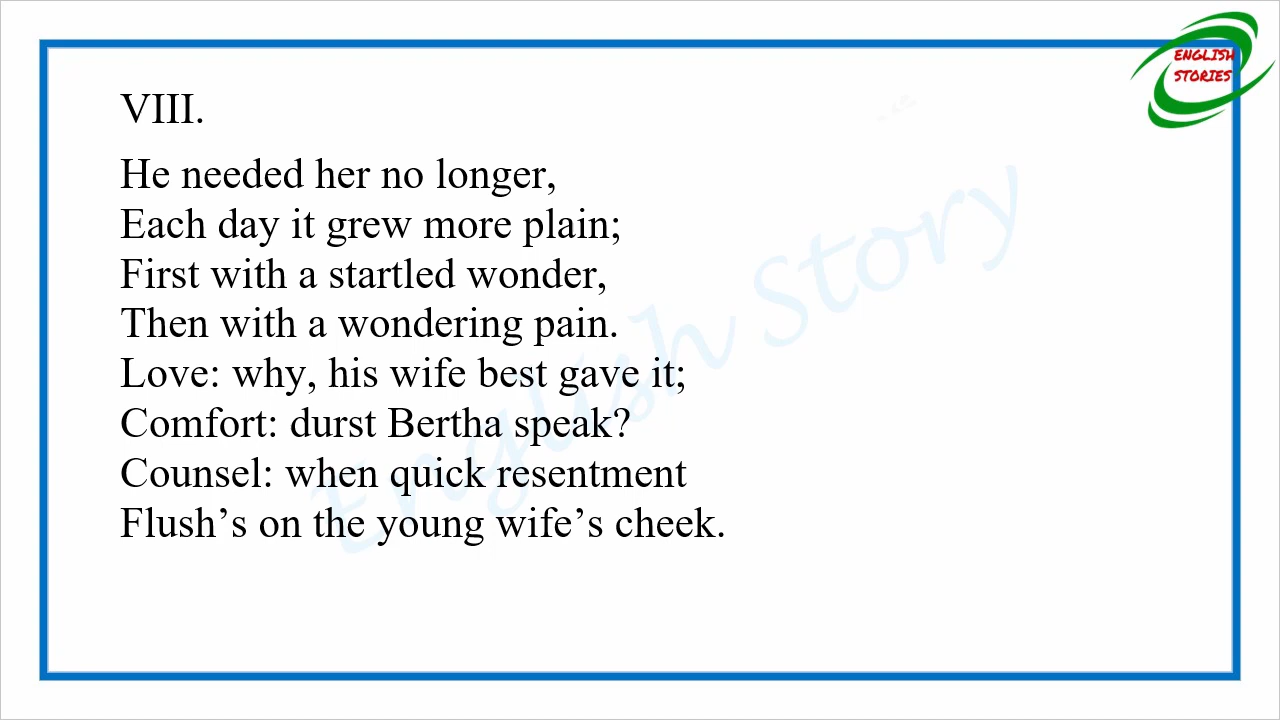 ENGLISH
STORIES
VIII.
He needed her no longer,
Each day it grew more plain;
First with a startled wonder,
Then with a wondering pain.
Love: why, his wife best gave it;
Comfort: durst Bertha speak?
Counsel: when quick resentment
Flush’s on the young wife’s cheek.
English Story